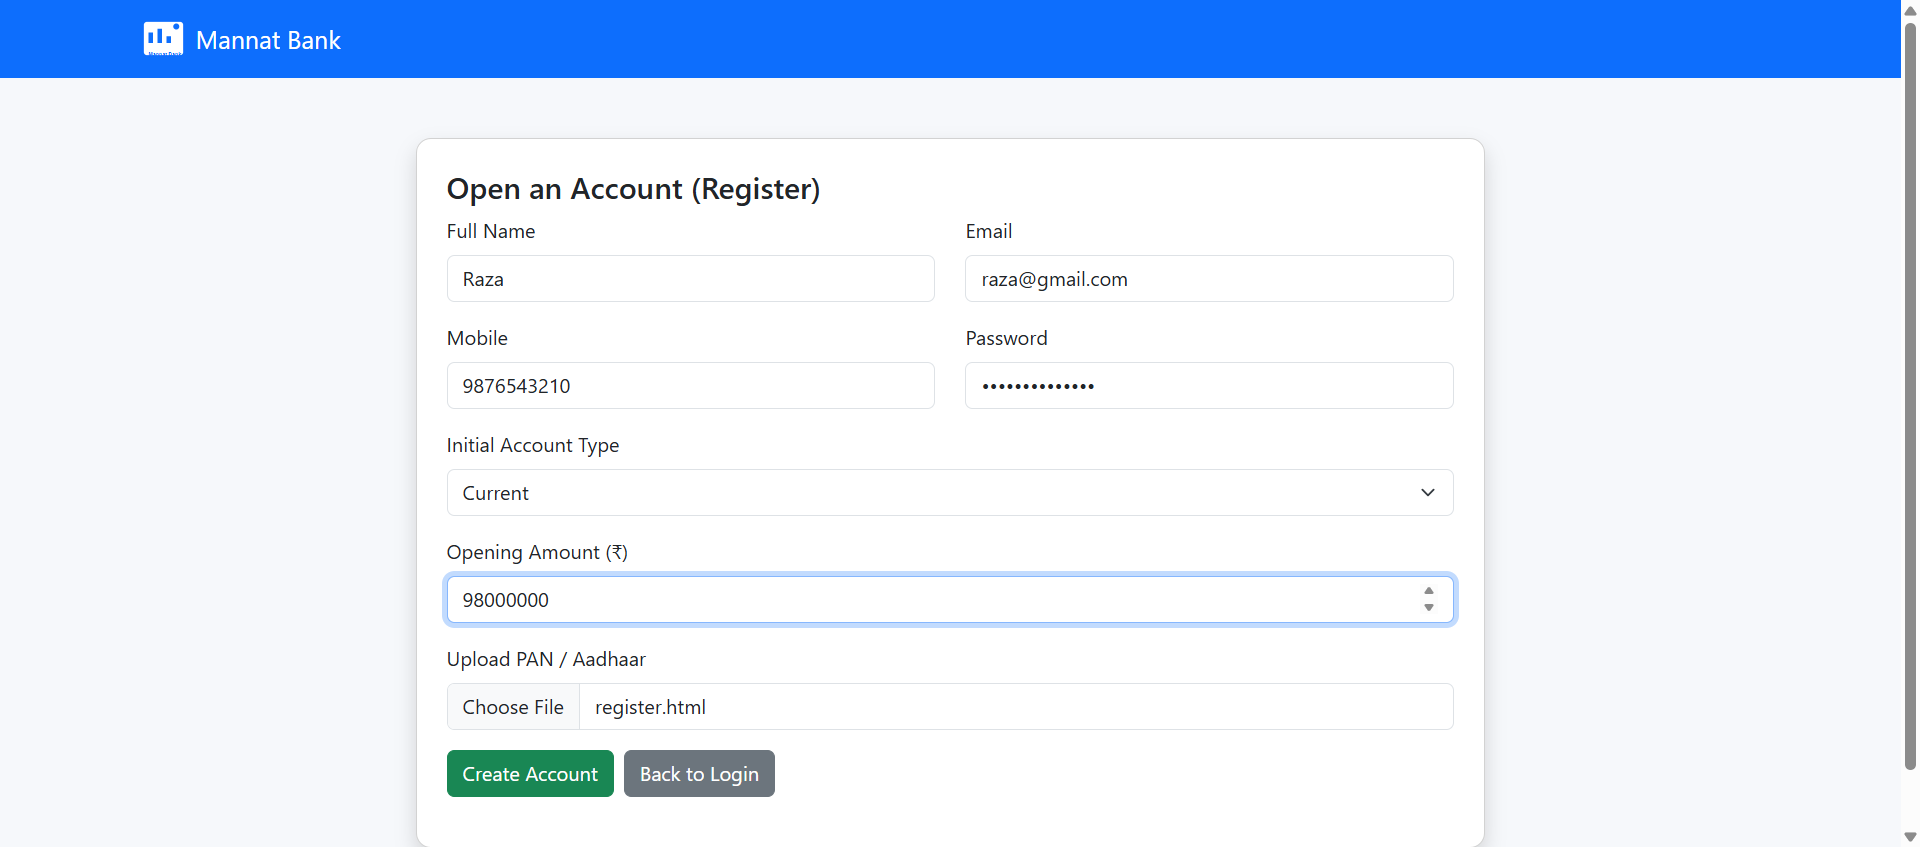 Mannat Bank
Open an Account (Register)
Full Name
Email
Raza
raza@gmail.com
Mobile
Password
9876543210
••••••••••••••
Initial Account Type
Current
Opening Amount (₹)
98000000
Upload PAN / Aadhaar
Choose File register.html
Create Account
Back to Login